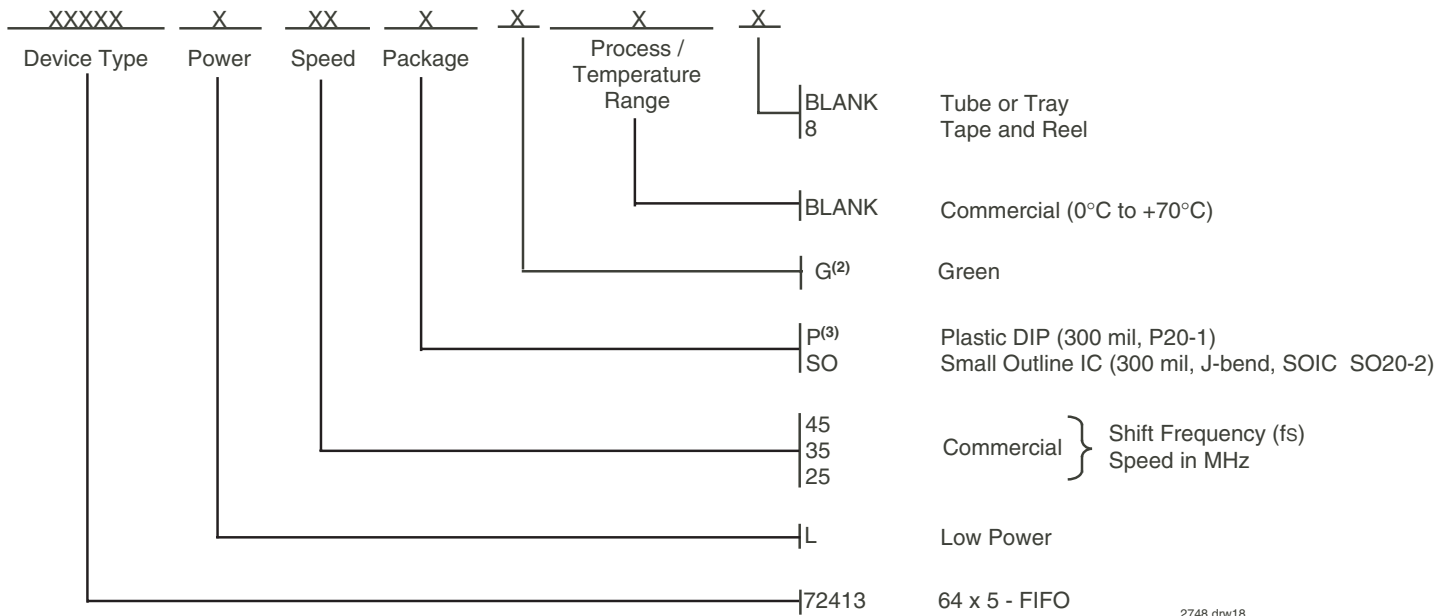 XXXXX X XX X X X X
Device Type Power Speed Package Process /
Temperature
Range
BLANK Tube or Tray
8 Tape and Reel
BLANK Commercial (0°C to +70°C)
G(2) Green
P(3) Plastic DIP (300 mil, P20-1)
SO Small Outline IC (300 mil, J-bend, SOIC SO20-2)
45
35
25
Commercial } Shift Frequency (fs)
Speed in MHz
L Low Power
72413 64 x 5 - FIFO
2748 drw18